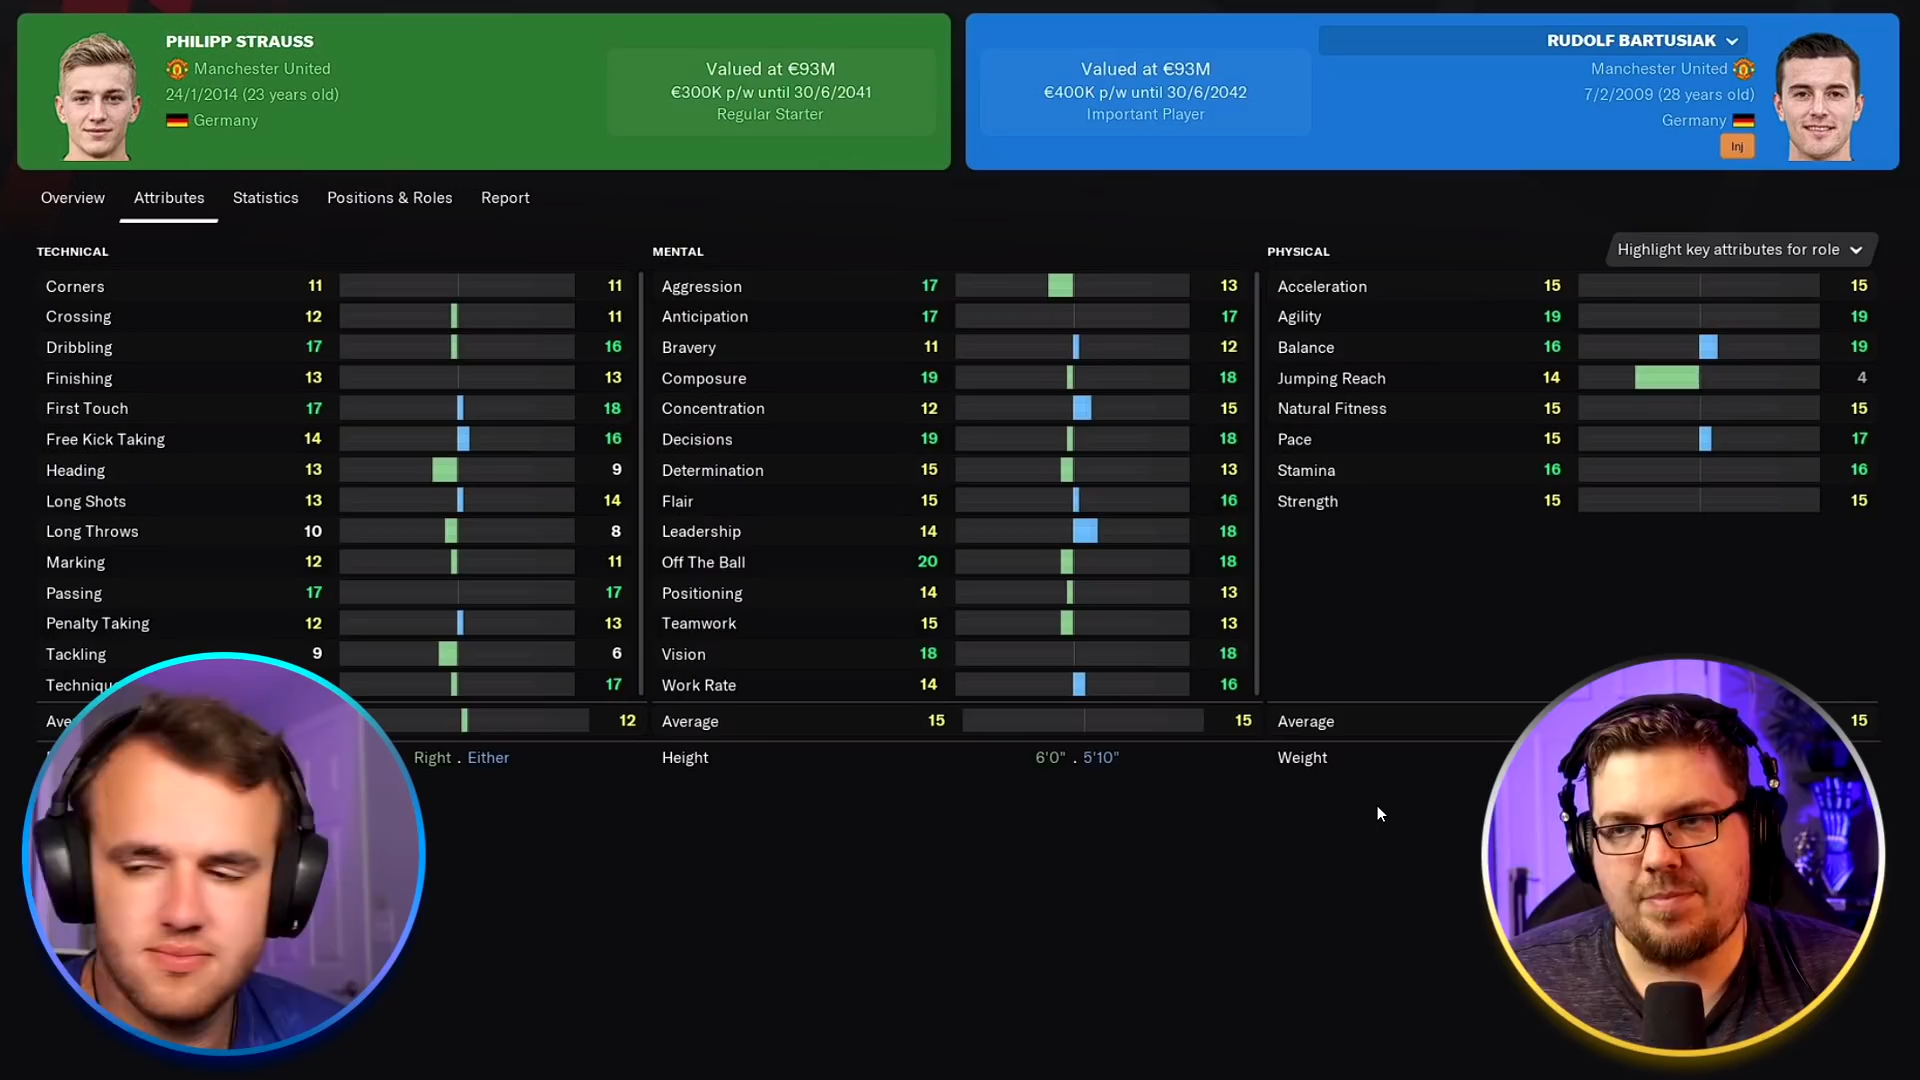 PHILIPP STRAUSS
Manchester United
24/1/2014 (23 years old)
Germany
Valued at €93M
€300K p/w until 30/6/2041
Regular Starter
Valued at €93M
€400K p/w until 30/6/2042
Important Player
RUDOLF BARTUSIAK
Manchester United
7/2/2009 (28 years old)
Germany
Inj
Overview Attributes Statistics Positions & Roles Report
TECHNICAL
Corners 11 11
Crossing 12 11
Dribbling 17 16
Finishing 13 13
First Touch 17 18
Free Kick Taking 14 16
Heading 13 9
Long Shots 13 14
Long Throws 10 8
Marking 12 11
Passing 17 17
Penalty Taking 12 13
Tackling 9 6
17
12
Right . Either
MENTAL
Aggression 17 13
Anticipation 17 17
Bravery 11 12
Composure 19 18
Concentration 12 15
Decisions 19 18
Determination 15 13
Flair 15 16
Leadership 14 18
Off The Ball 20 18
Positioning 14 13
Teamwork 15 13
Vision 18 18
Work Rate 14 16
Average 15 15
Height 6'0" . 5'10"
PHYSICAL
Highlight key attributes for role
Acceleration 15 15
Agility 19 19
Balance 16 19
Jumping Reach 14 4
Natural Fitness 15 15
Pace 15 17
Stamina 16 16
Strength 15 15
Average 15
Weight